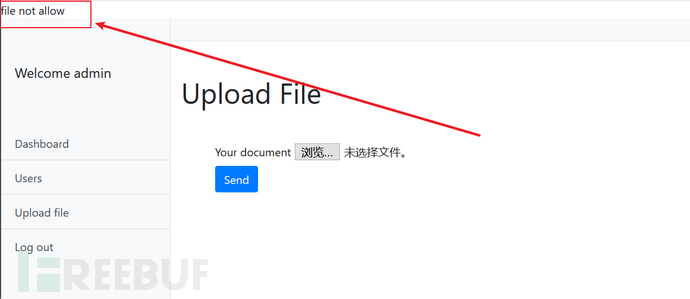 file not allow
Welcome admin
Upload File
Dashboard
Your document 浏览... 未选择文件。
Users
Send
Upload file
Log out
FREEBUF